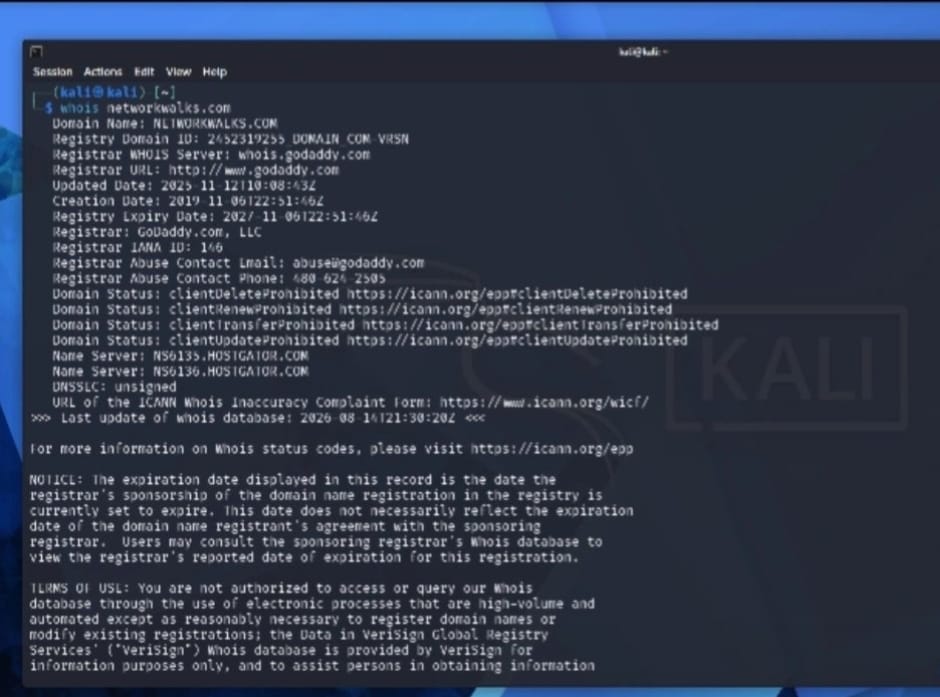 kali@kali: ~
Session Actions Edit View Help
(kali㉿kali)-[~]
$ whois networkwalks.com
Domain Name: NETWORKWALKS.COM
Registry Domain ID: 2452319255_DOMAIN_COM-VRSN
Registrar WHOIS Server: whois.godaddy.com
Registrar URL: http://www.godaddy.com
Updated Date: 2025-11-12T10:08:43Z
Creation Date: 2019-11-06T22:51:46Z
Registry Expiry Date: 2027-11-06T22:51:46Z
Registrar: GoDaddy.com, LLC
Registrar IANA ID: 146
Registrar Abuse Contact Email: abuse@godaddy.com
Registrar Abuse Contact Phone: 480-624-2505
Domain Status: clientDeleteProhibited https://icann.org/epp#clientDeleteProhibited
Domain Status: clientRenewProhibited https://icann.org/epp#clientRenewProhibited
Domain Status: clientTransferProhibited https://icann.org/epp#clientTransferProhibited
Domain Status: clientUpdateProhibited https://icann.org/epp#clientUpdateProhibited
Name Server: NS6135.HOSTGATOR.COM
Name Server: NS6136.HOSTGATOR.COM
DNSSEC: unsigned
URL of the ICANN Whois Inaccuracy Complaint Form: https://www.icann.org/wicf/
>>> Last update of whois database: 2026-08-14T21:30:20Z <<<
For more information on Whois status codes, please visit https://icann.org/epp
NOTICE: The expiration date displayed in this record is the date the
registrar's sponsorship of the domain name registration in the registry is
currently set to expire. This date does not necessarily reflect the expiration
date of the domain name registrant's agreement with the sponsoring
registrar.  Users may consult the sponsoring registrar's Whois database to
view the registrar's reported date of expiration for this registration.
TERMS OF USE: You are not authorized to access or query our Whois
database through the use of electronic processes that are high-volume and
automated except as reasonably necessary to register domain names or
modify existing registrations; the Data in VeriSign Global Registry
Services' ("VeriSign") Whois database is provided by VeriSign for
information purposes only, and to assist persons in obtaining information
KALI